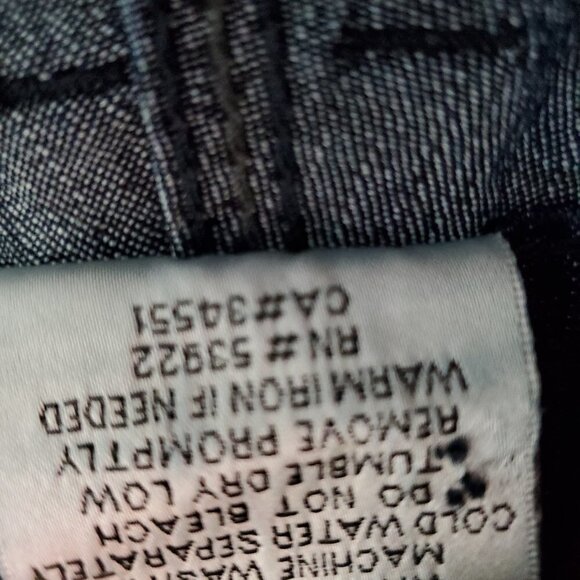 MACHINE WASH
COLD WATER SEPARATELY
DO NOT BLEACH
TUMBLE DRY LOW
REMOVE PROMPTLY
WARM IRON IF NEEDED
RN # 53922
CA#34551